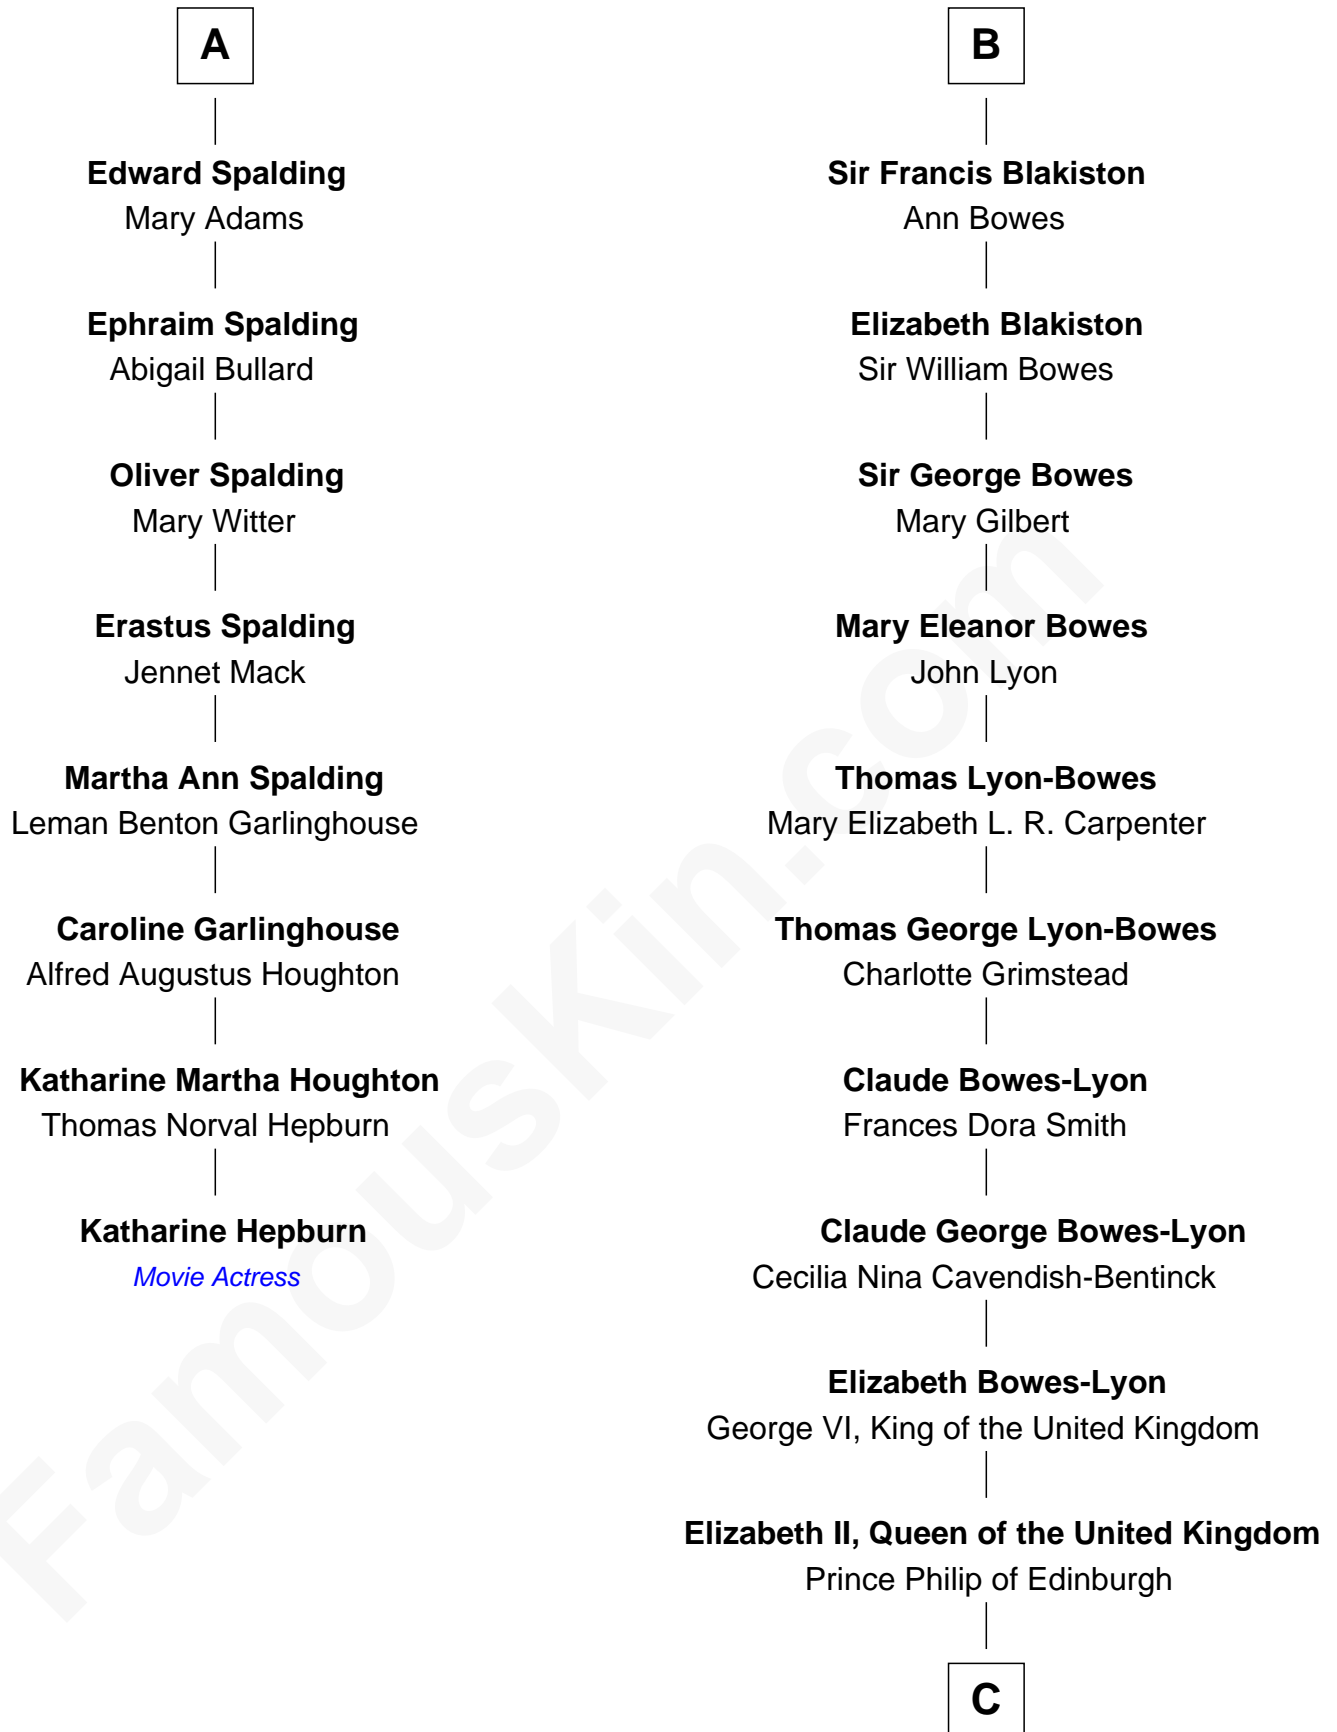 A
Edward Spalding
Mary Adams
Ephraim Spalding
Abigail Bullard
Oliver Spalding
Mary Witter
Erastus Spalding
Jennet Mack
Martha Ann Spalding
Leman Benton Garlinghouse
Caroline Garlinghouse
Alfred Augustus Houghton
Katharine Martha Houghton
Thomas Norval Hepburn
Katharine Hepburn
Movie Actress
B
Sir Francis Blakiston
Ann Bowes
Elizabeth Blakiston
Sir William Bowes
Sir George Bowes
Mary Gilbert
Mary Eleanor Bowes
John Lyon
Thomas Lyon-Bowes
Mary Elizabeth L. R. Carpenter
Thomas George Lyon-Bowes
Charlotte Grimstead
Claude Bowes-Lyon
Frances Dora Smith
Claude George Bowes-Lyon
Cecilia Nina Cavendish-Bentinck
Elizabeth Bowes-Lyon
George VI, King of the United Kingdom
Elizabeth II, Queen of the United Kingdom
Prince Philip of Edinburgh
C
FamousKin.com